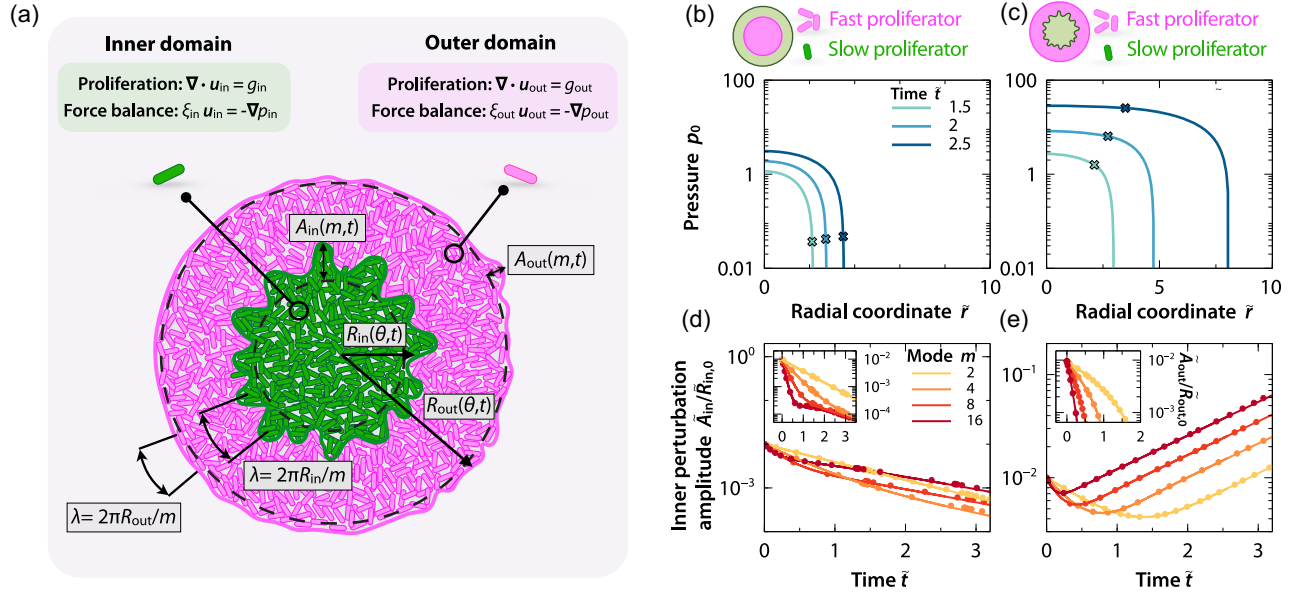 (a)
Inner domain
Proliferation: ∇ · u_in = g_in
Force balance: ξ_in u_in = -∇p_in
Outer domain
Proliferation: ∇ · u_out = g_out
Force balance: ξ_out u_out = -∇p_out
A_in(m,t)
A_out(m,t)
R_in(θ,t)
R_out(θ,t)
λ= 2πR_in/m
λ= 2πR_out/m
(b)
Fast proliferator
Slow proliferator
100
1
0.01
Pressure p_0
Time t̃
1.5
2
2.5
0 2 4 6 8 10
Radial coordinate r̃
(c)
Fast proliferator
Slow proliferator
~
100
1
0.01
0 5 10
Radial coordinate r̃
(d)
10^0
10^-3
Inner perturbation
amplitude Ã_in/R̃_in,0
10^-2
10^-3
10^-4
0 1 2 3
Mode m
2
4
8
16
0 1 2 3
Time t̃
(e)
10^-1
10^-2
10^-2
10^-3
Ã_out/R̃_out,0
0 1 2
0 1 2 3
Time t̃